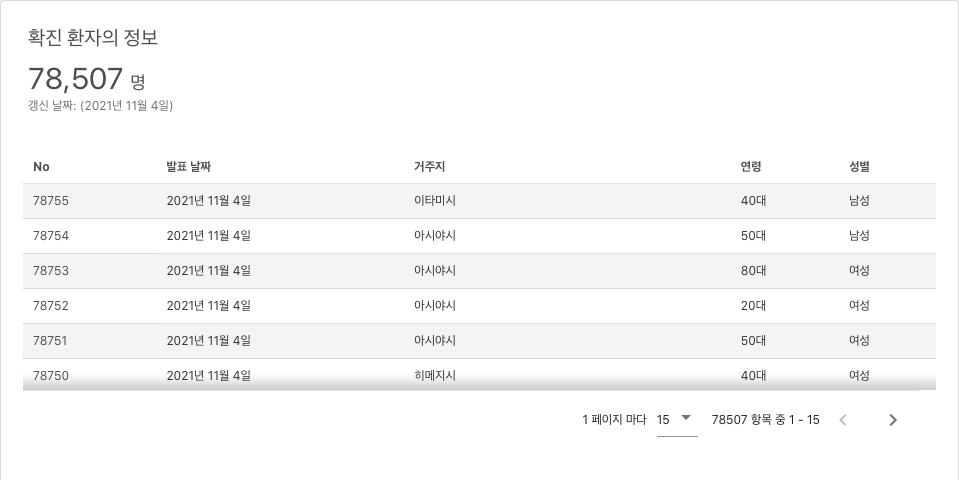 확진 환자의 정보
78,507 명
갱신 날짜: (2021년 11월 4일)
No 발표 날짜 거주지 연령 성별
78755 2021년 11월 4일 이타미시 40대 남성
78754 2021년 11월 4일 아시야시 50대 남성
78753 2021년 11월 4일 아시야시 80대 여성
78752 2021년 11월 4일 아시야시 20대 여성
78751 2021년 11월 4일 아시야시 50대 여성
78750 2021년 11월 4일 히메지시 40대 여성
1 페이지 마다 15 78507 항목 중 1 - 15